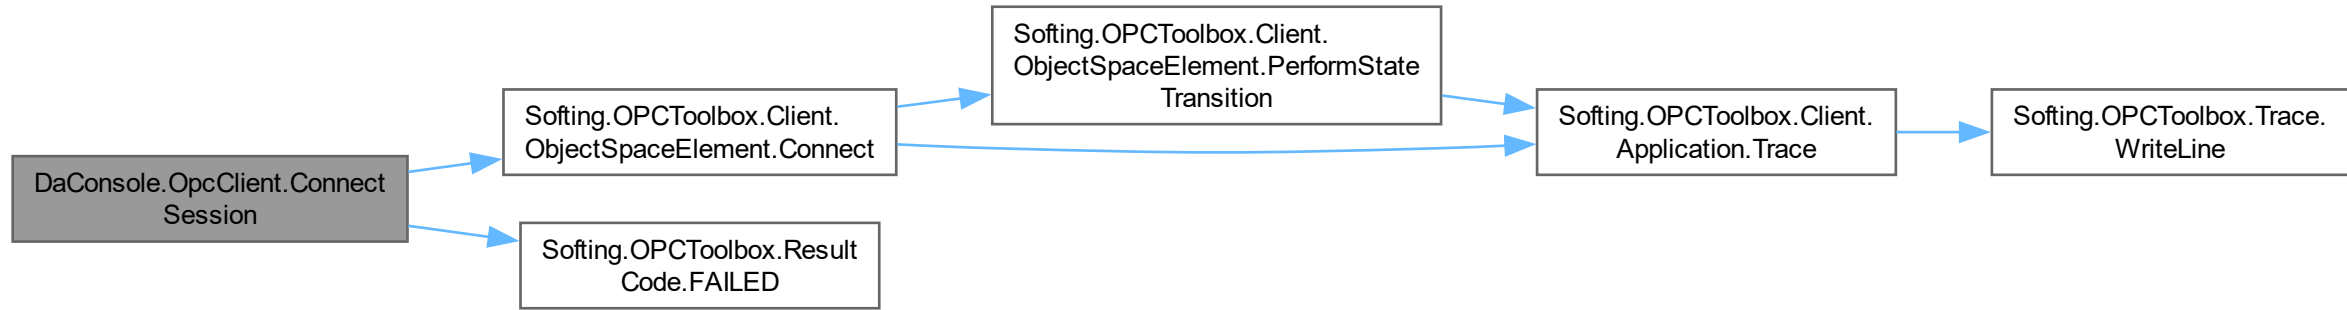 DaConsole.OpcClient.Connect
Session
Softing.OPCToolbox.Client.
ObjectSpaceElement.Connect
Softing.OPCToolbox.Client.
ObjectSpaceElement.PerformState
Transition
Softing.OPCToolbox.Client.
Application.Trace
Softing.OPCToolbox.Trace.
WriteLine
Softing.OPCToolbox.Result
Code.FAILED